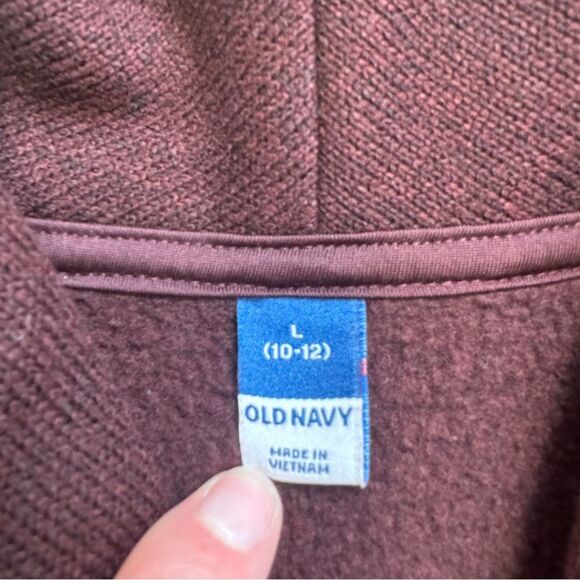 L
(10-12)
OLD NAVY
MADE IN
VIETNAM